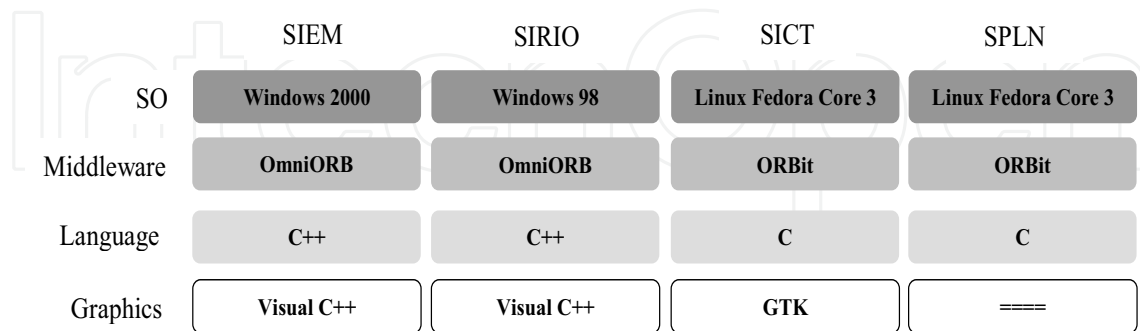 SIEM SIRIO SICT SPLN
SO Windows 2000 Windows 98 Linux Fedora Core 3 Linux Fedora Core 3
Middleware OmniORB OmniORB ORBit ORBit
Language C++ C++ C C
Graphics Visual C++ Visual C++ GTK ====